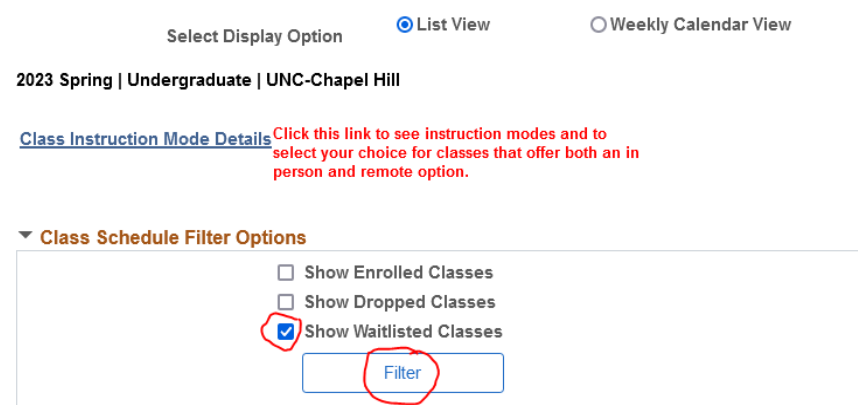 Select Display Option List View Weekly Calendar View
2023 Spring | Undergraduate | UNC-Chapel Hill
Class Instruction Mode Details Click this link to see instruction modes and to
select your choice for classes that offer both an in
person and remote option.
Class Schedule Filter Options
Show Enrolled Classes
Show Dropped Classes
Show Waitlisted Classes
Filter